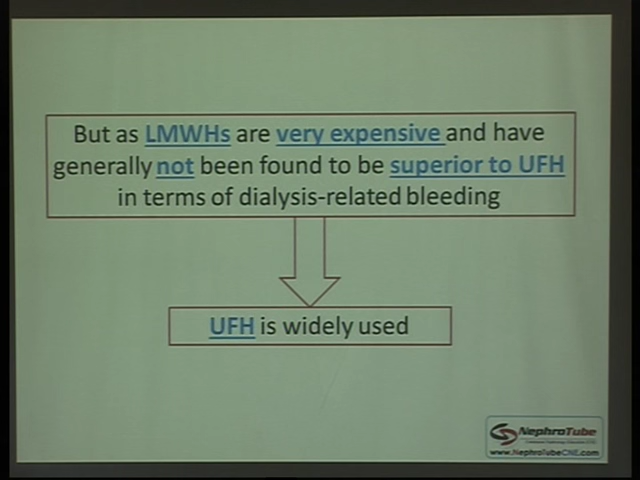 But as LMWHs are very expensive and have
generally not been found to be superior to UFH
in terms of dialysis-related bleeding
UFH is widely used
NephroTube
www.NephroTubeCNE.com